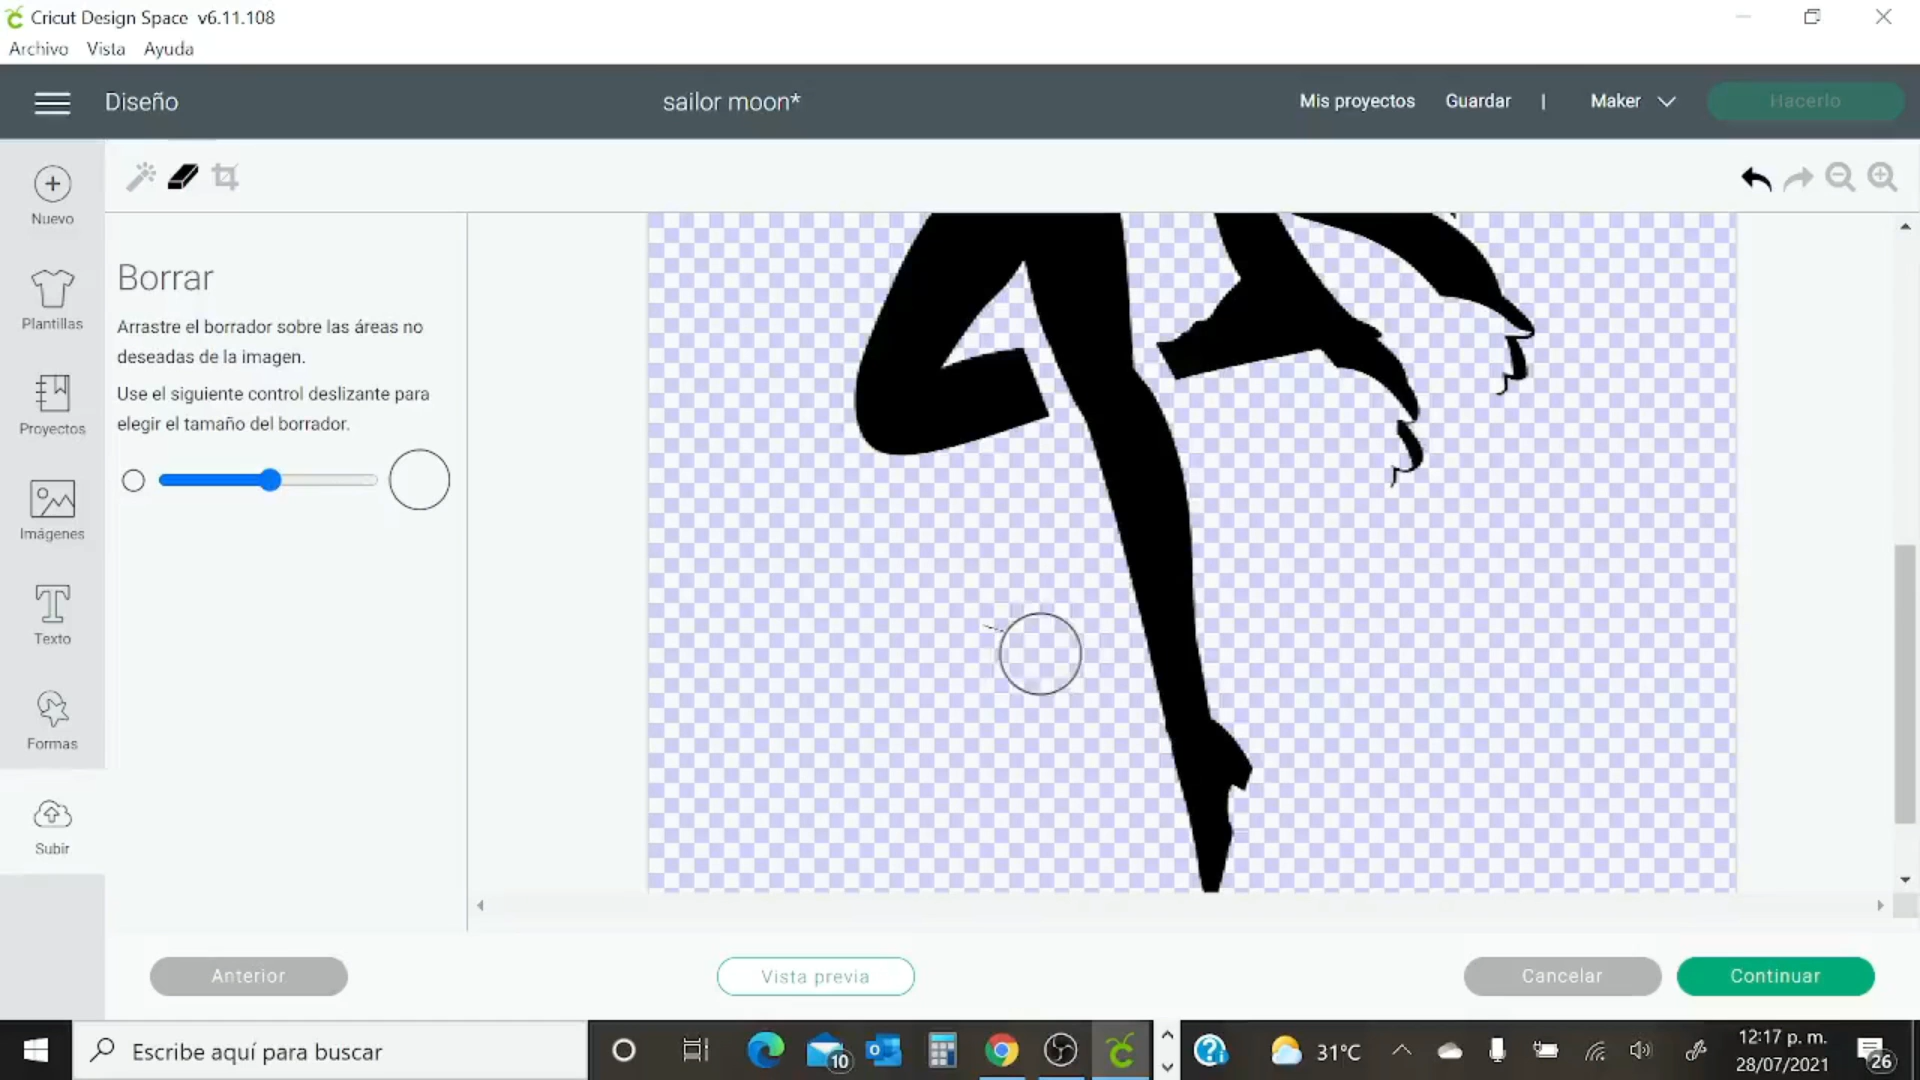 Cricut Design Space v6.11.108
Archivo Vista Ayuda
Diseño
sailor moon*
Mis proyectos Guardar | Maker Hacerlo
Nuevo
Plantillas
Proyectos
Imágenes
Texto
Formas
Subir
Borrar
Arrastre el borrador sobre las áreas no
deseadas de la imagen.
Use el siguiente control deslizante para
elegir el tamaño del borrador.
Anterior
Vista previa
Cancelar
Continuar
Escribe aquí para buscar
10
31°C
12:17 p. m.
28/07/2021
26